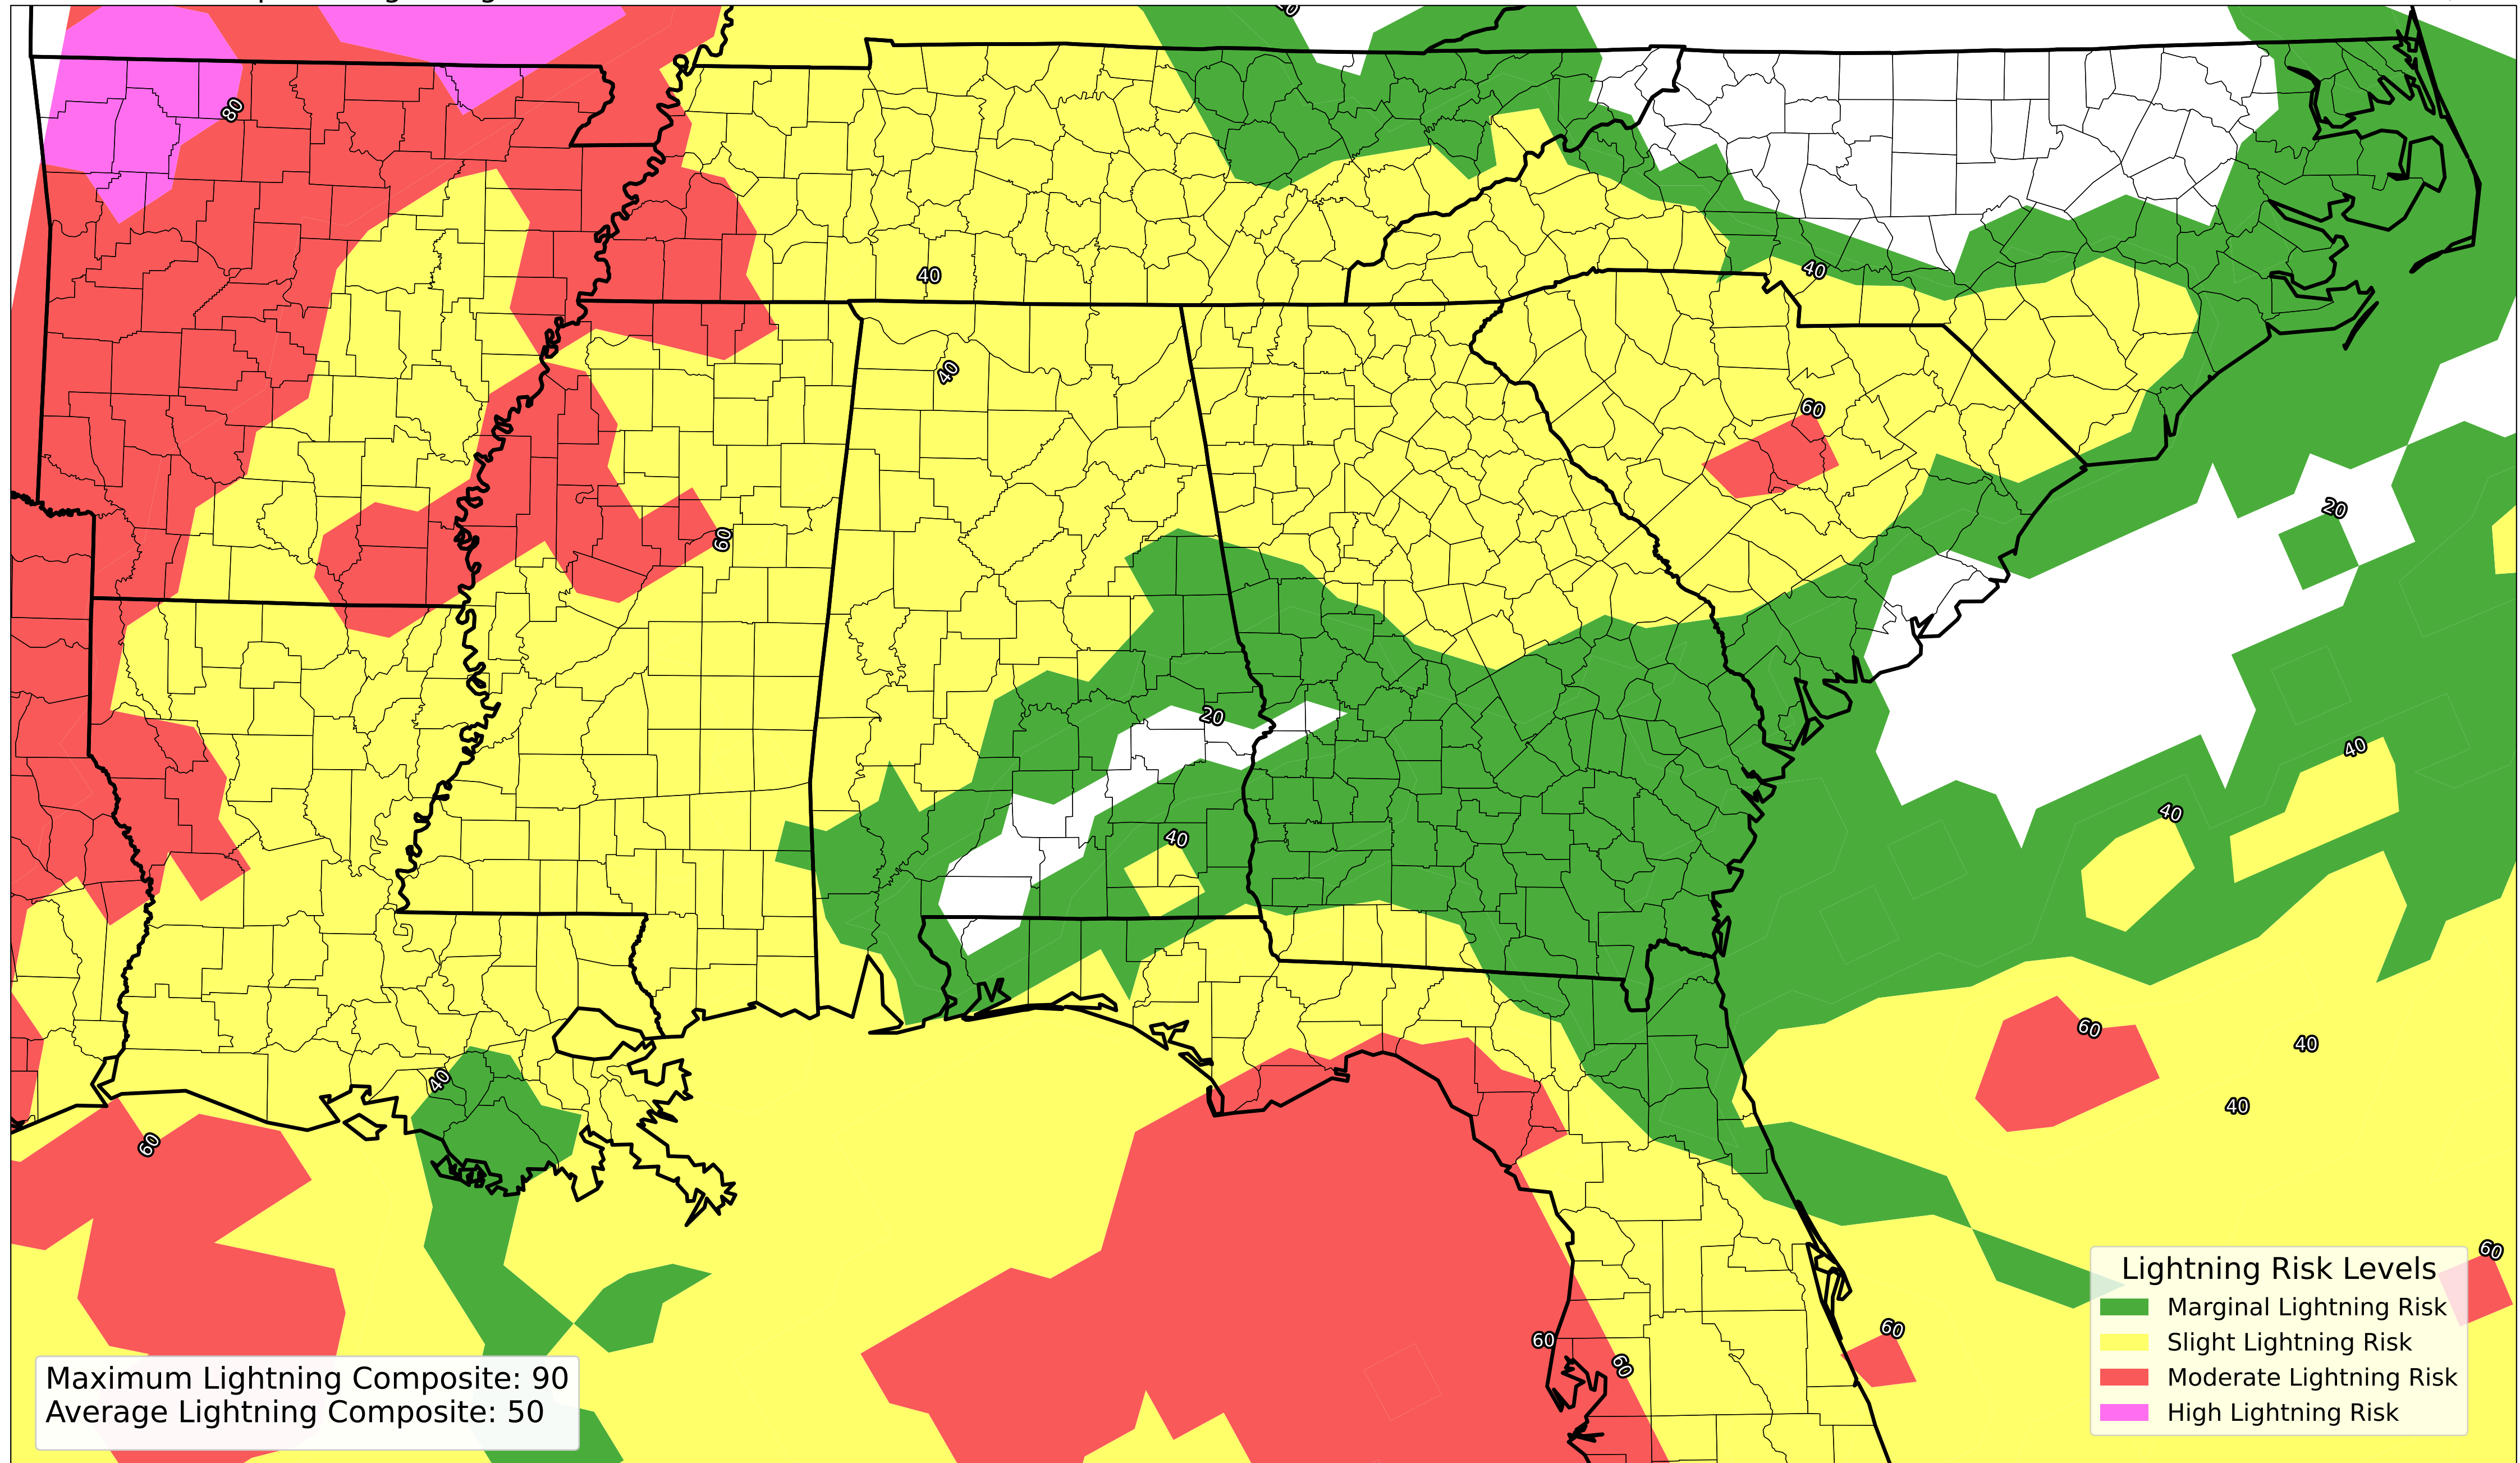 80
40
40
40
60
60
20
20
40
40
40
60
40
40
40
60
60
60
60
60
Lightning Risk Levels
Marginal Lightning Risk
Slight Lightning Risk
Moderate Lightning Risk
High Lightning Risk
Maximum Lightning Composite: 90
Average Lightning Composite: 50